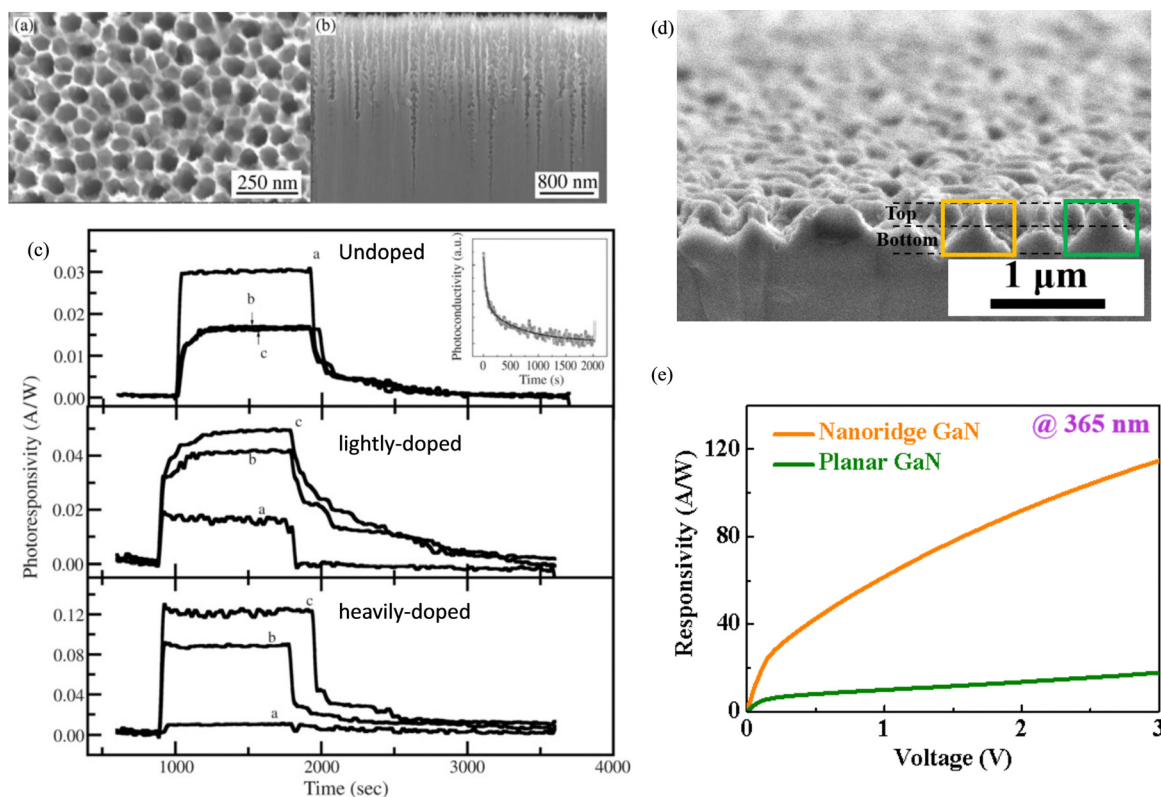 (a)
250 nm
(b)
800 nm
(c)
Photoresponsivity (A/W)
0.03
0.02
0.01
0.00
Undoped
a
b
c
Photoconductivity (a.u.)
0 500 1000 1500 2000
Time (s)
0.04
0.02
0.00
lightly-doped
c
b
a
0.12
0.08
0.04
0.00
heavily-doped
c
b
a
1000 2000 3000 4000
Time (sec)
(d)
Top
Bottom
1 μm
(e)
Responsivity (A/W)
120
80
40
0
Nanoridge GaN
Planar GaN
@ 365 nm
0 1 2 3
Voltage (V)